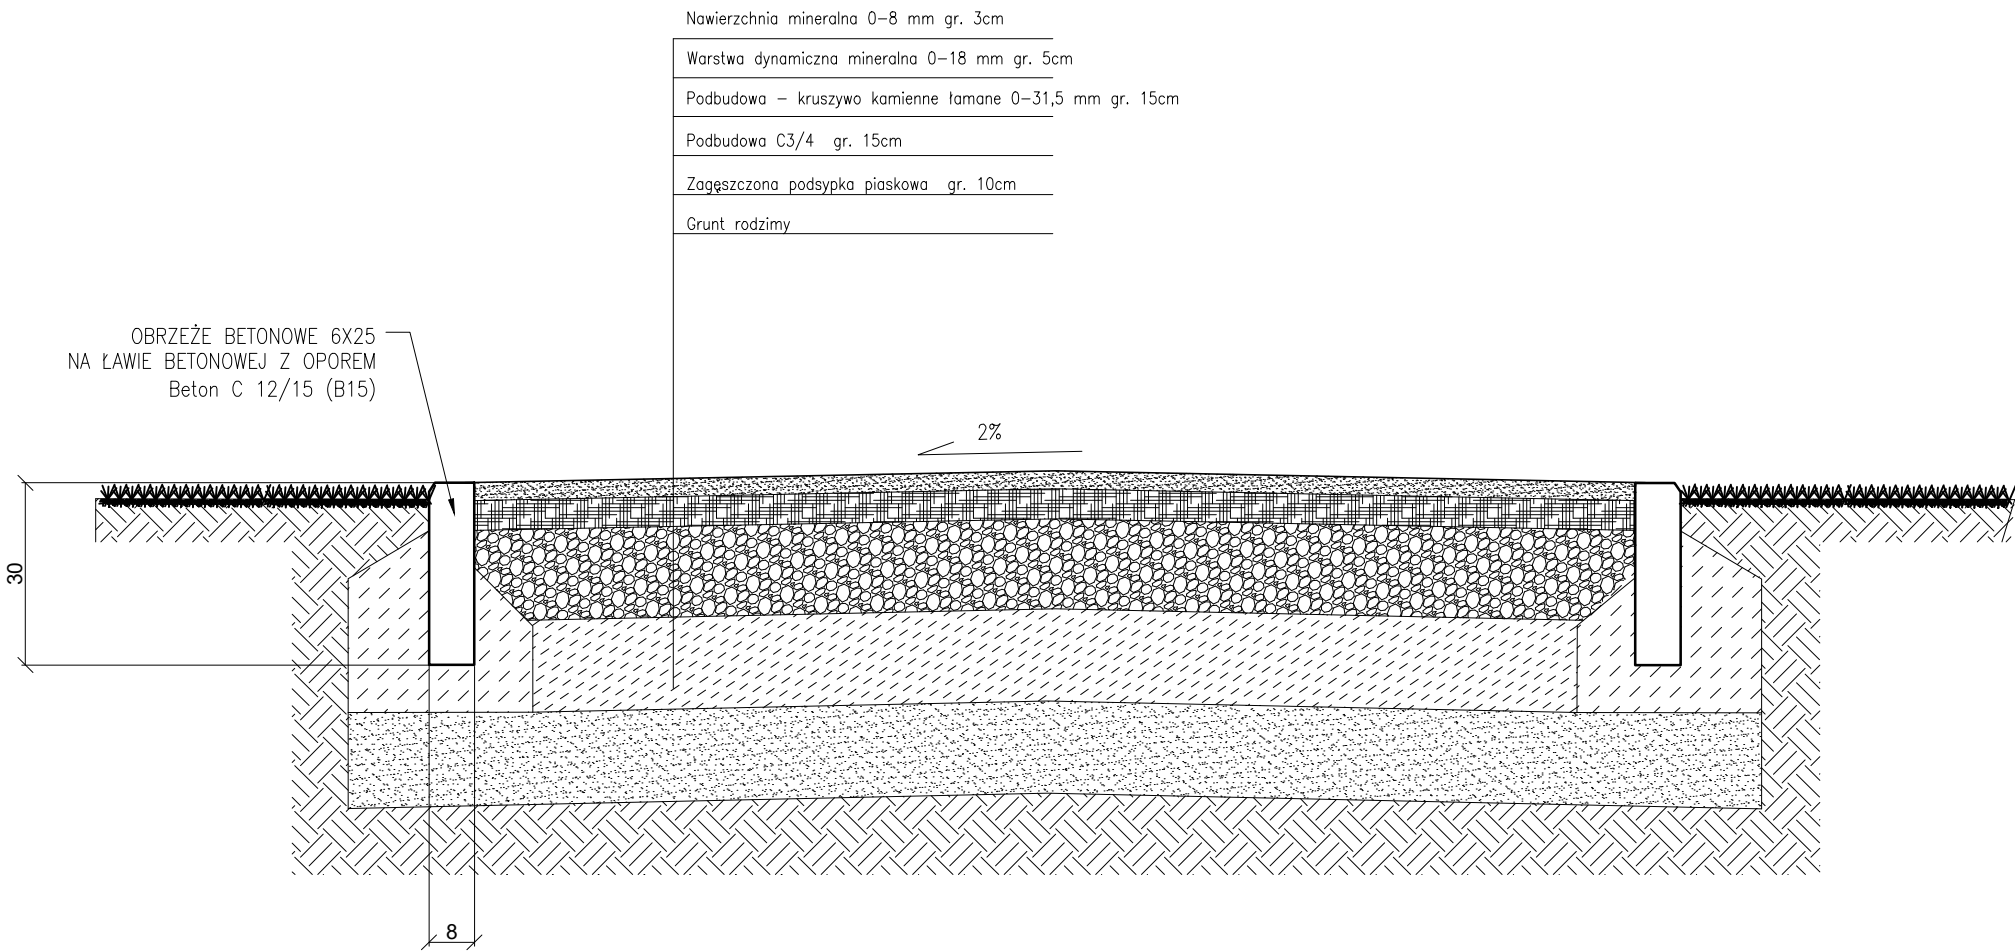 Nawierzchnia mineralna 0-8 mm gr. 3cm
Warstwa dynamiczna mineralna 0-18 mm gr. 5cm
Podbudowa - kruszywo kamienne łamane 0-31,5 mm gr. 15cm
Podbudowa C3/4 gr. 15cm
Zagęszczona podsypka piaskowa gr. 10cm
Grunt rodzimy
OBRZEŻE BETONOWE 6X25
NA ŁAWIE BETONOWEJ Z OPOREM
Beton C 12/15 (B15)
2%
30
8